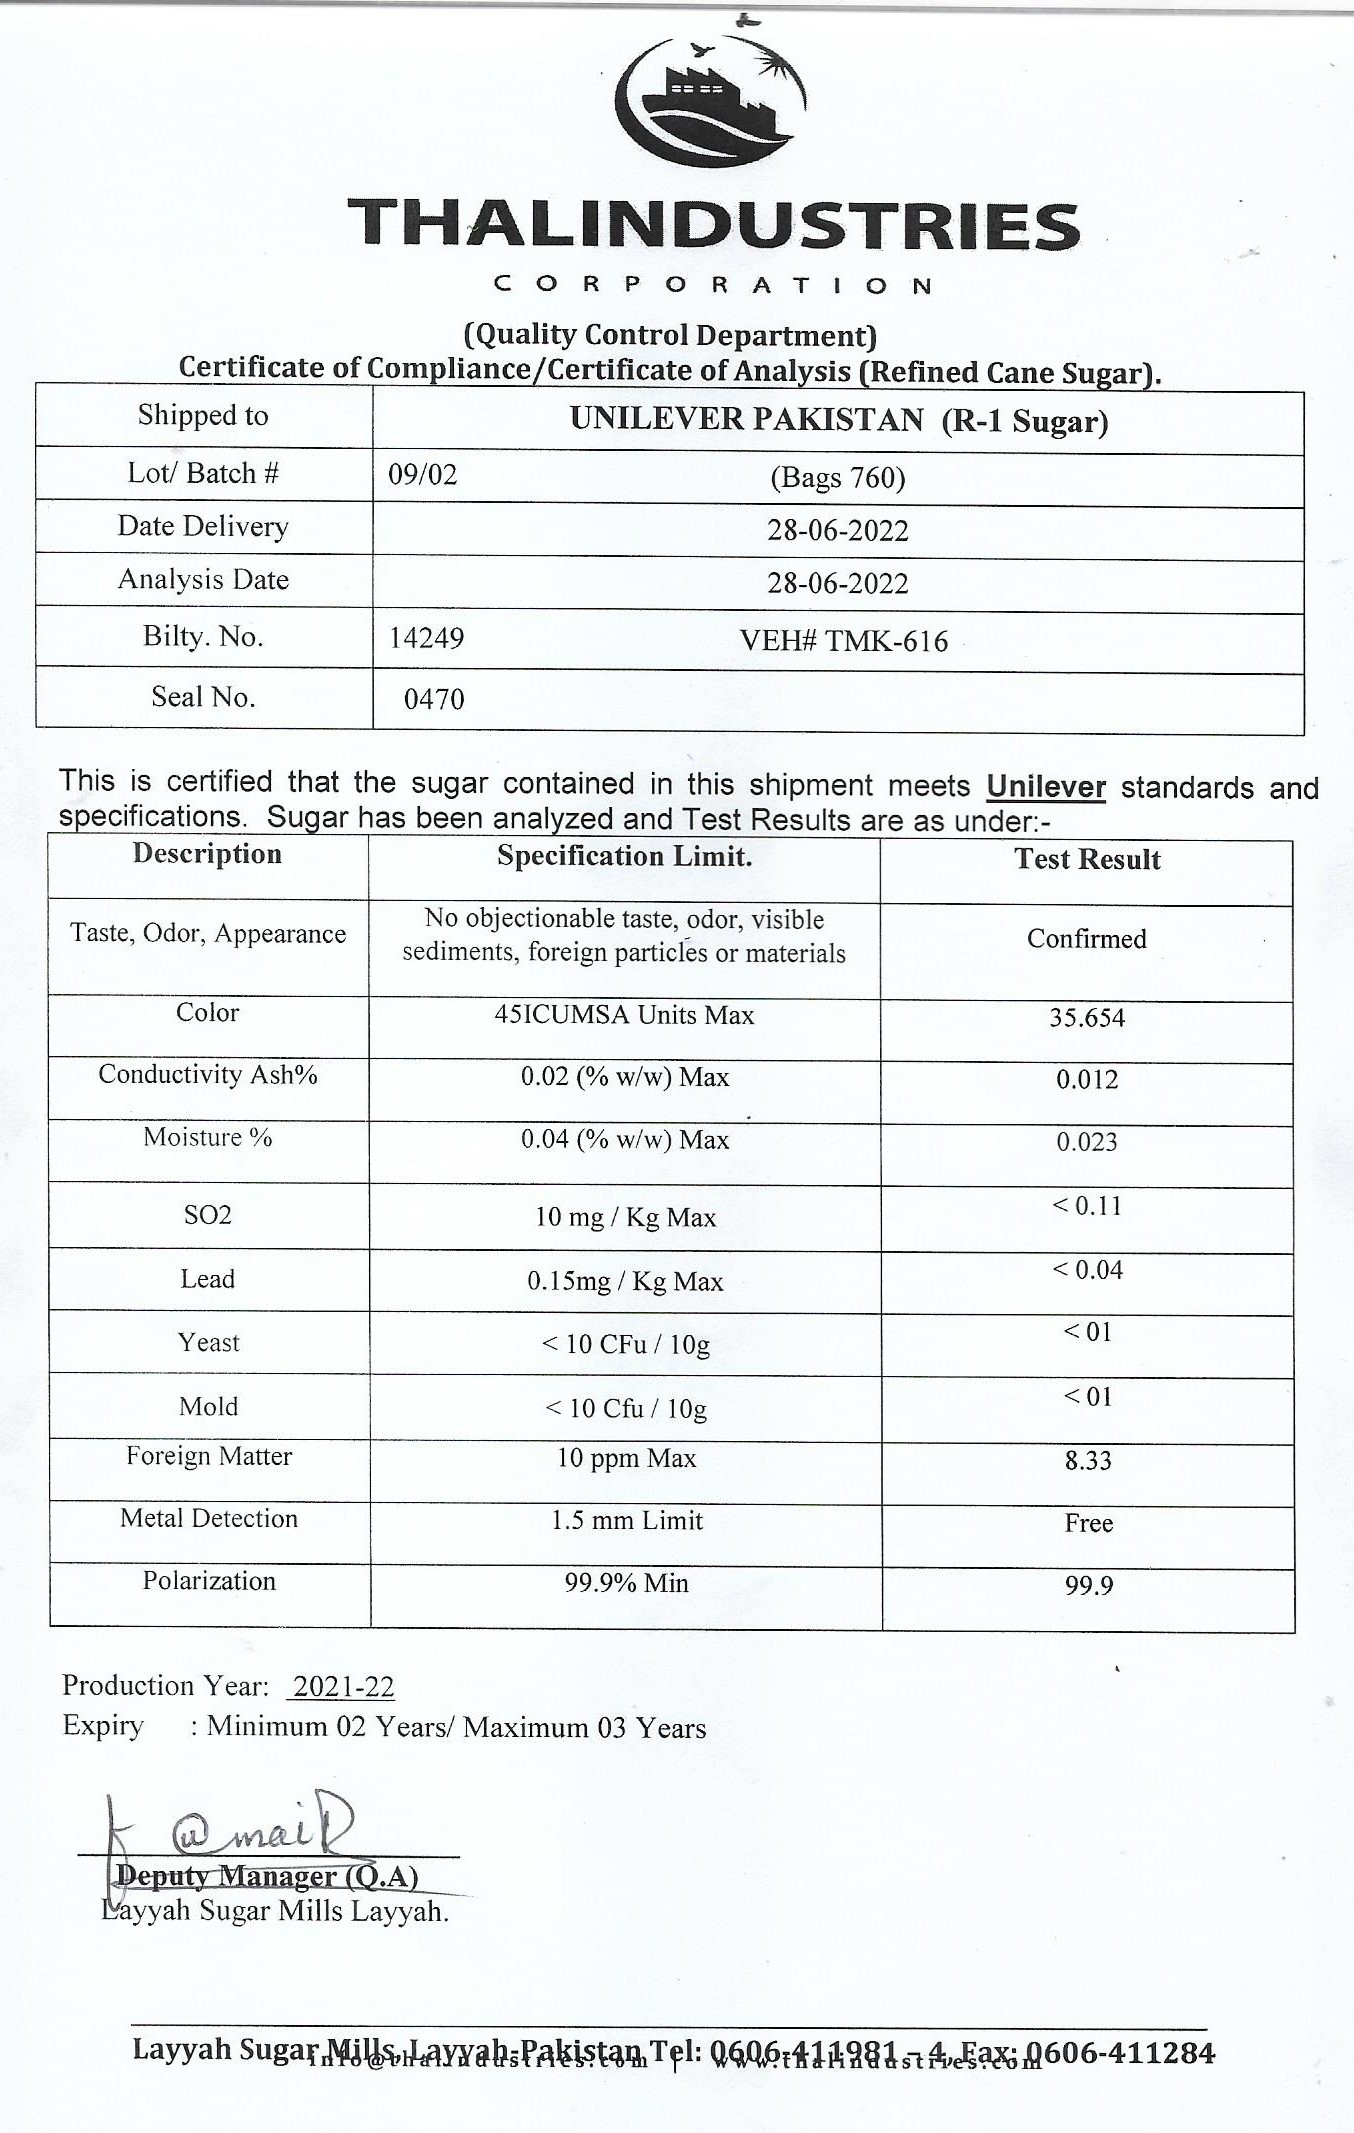 THALINDUSTRIES
CORPORATION
(Quality Control Department)
Certificate of Compliance/Certificate of Analysis (Refined Cane Sugar).
Shipped to UNILEVER PAKISTAN (R-1 Sugar)
Lot/ Batch # 09/02 (Bags 760)
Date Delivery 28-06-2022
Analysis Date 28-06-2022
Bilty. No. 14249 VEH# TMK-616
Seal No. 0470
This is certified that the sugar contained in this shipment meets Unilever standards and
specifications. Sugar has been analyzed and Test Results are as under:-
Description Specification Limit. Test Result
Taste, Odor, Appearance No objectionable taste, odor, visible
sediments, foreign particles or materials Confirmed
Color 45ICUMSA Units Max 35.654
Conductivity Ash% 0.02 (% w/w) Max 0.012
Moisture % 0.04 (% w/w) Max 0.023
SO2 10 mg / Kg Max < 0.11
Lead 0.15mg / Kg Max < 0.04
Yeast < 10 CFu / 10g < 01
Mold < 10 Cfu / 10g < 01
Foreign Matter 10 ppm Max 8.33
Metal Detection 1.5 mm Limit Free
Polarization 99.9% Min 99.9
Production Year: 2021-22
Expiry : Minimum 02 Years/ Maximum 03 Years
Deputy Manager (Q.A)
Layyah Sugar Mills Layyah.
Layyah Sugar Mills, Layyah-Pakistan Tel: 0606-411981 - 4, Fax: 0606-411284
info@thalindustries.com | www.thalindustries.com